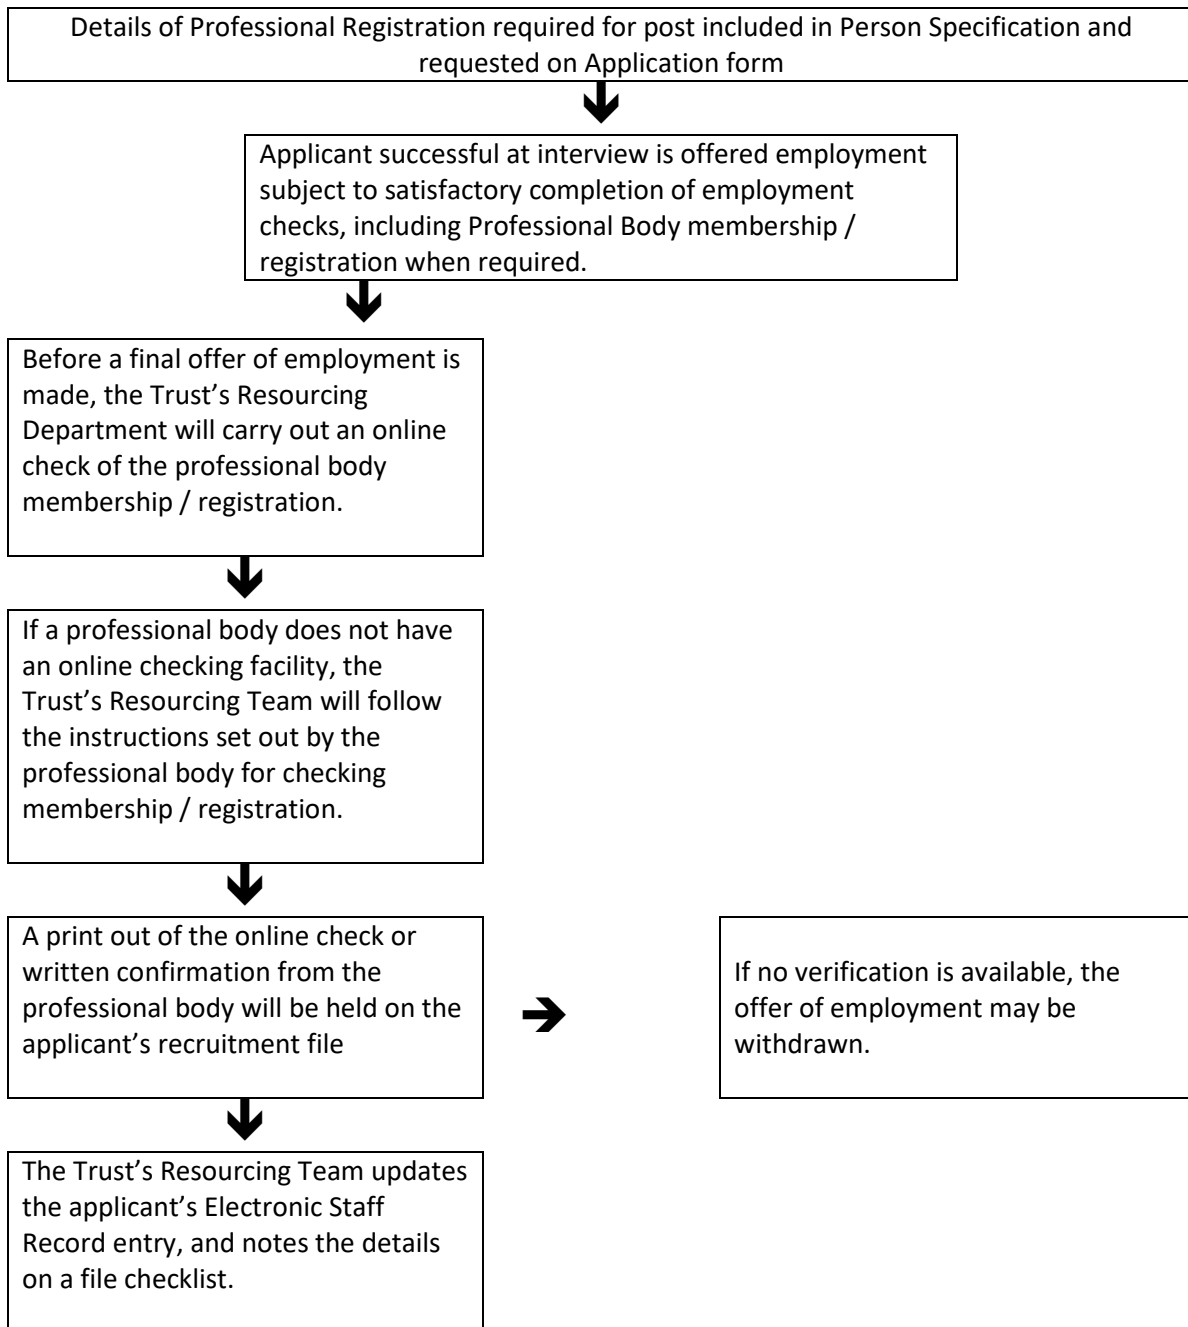 Details of Professional Registration required for post included in Person Specification and
requested on Application form
Applicant successful at interview is offered employment
subject to satisfactory completion of employment
checks, including Professional Body membership /
registration when required.
Before a final offer of employment is
made, the Trust’s Resourcing
Department will carry out an online
check of the professional body
membership / registration.
If a professional body does not have
an online checking facility, the
Trust’s Resourcing Team will follow
the instructions set out by the
professional body for checking
membership / registration.
A print out of the online check or
written confirmation from the
professional body will be held on the
applicant’s recruitment file
If no verification is available, the
offer of employment may be
withdrawn.
The Trust’s Resourcing Team updates
the applicant’s Electronic Staff
Record entry, and notes the details
on a file checklist.